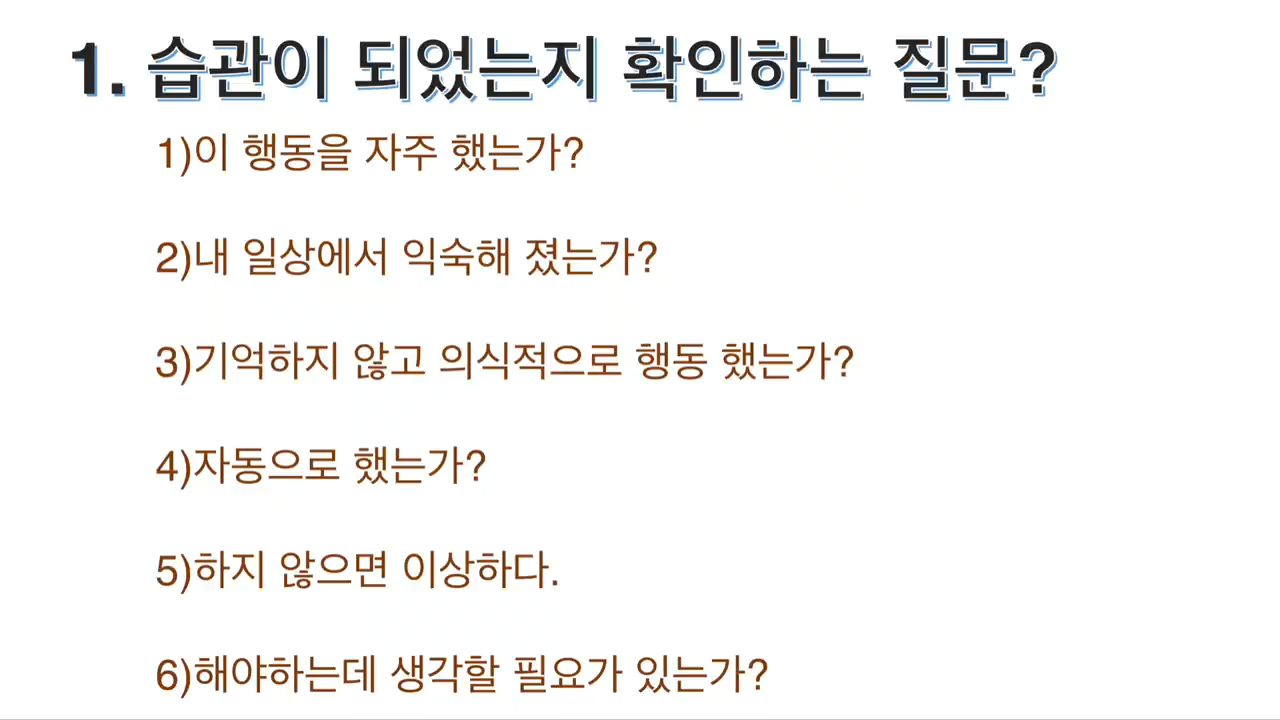 1. 습관이 되었는지 확인하는 질문?
1)이 행동을 자주 했는가?
2)내 일상에서 익숙해 졌는가?
3)기억하지 않고 의식적으로 행동 했는가?
4)자동으로 했는가?
5)하지 않으면 이상하다.
6)해야하는데 생각할 필요가 있는가?